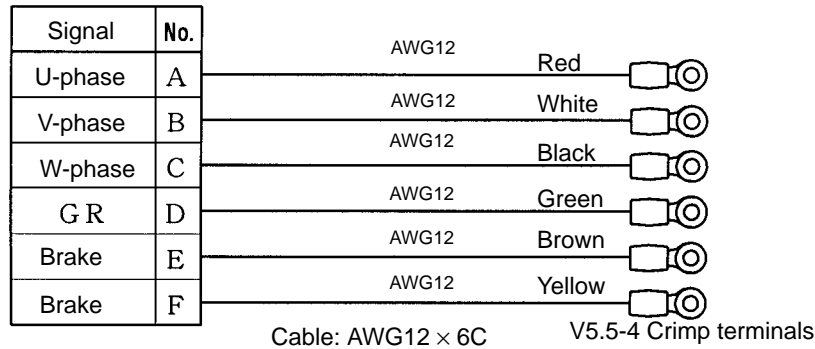 Signal No.
U-phase A AWG12 Red
V-phase B AWG12 White
W-phase C AWG12 Black
GR D AWG12 Green
Brake E AWG12 Brown
Brake F AWG12 Yellow
Cable: AWG12 × 6C V5.5-4 Crimp terminals